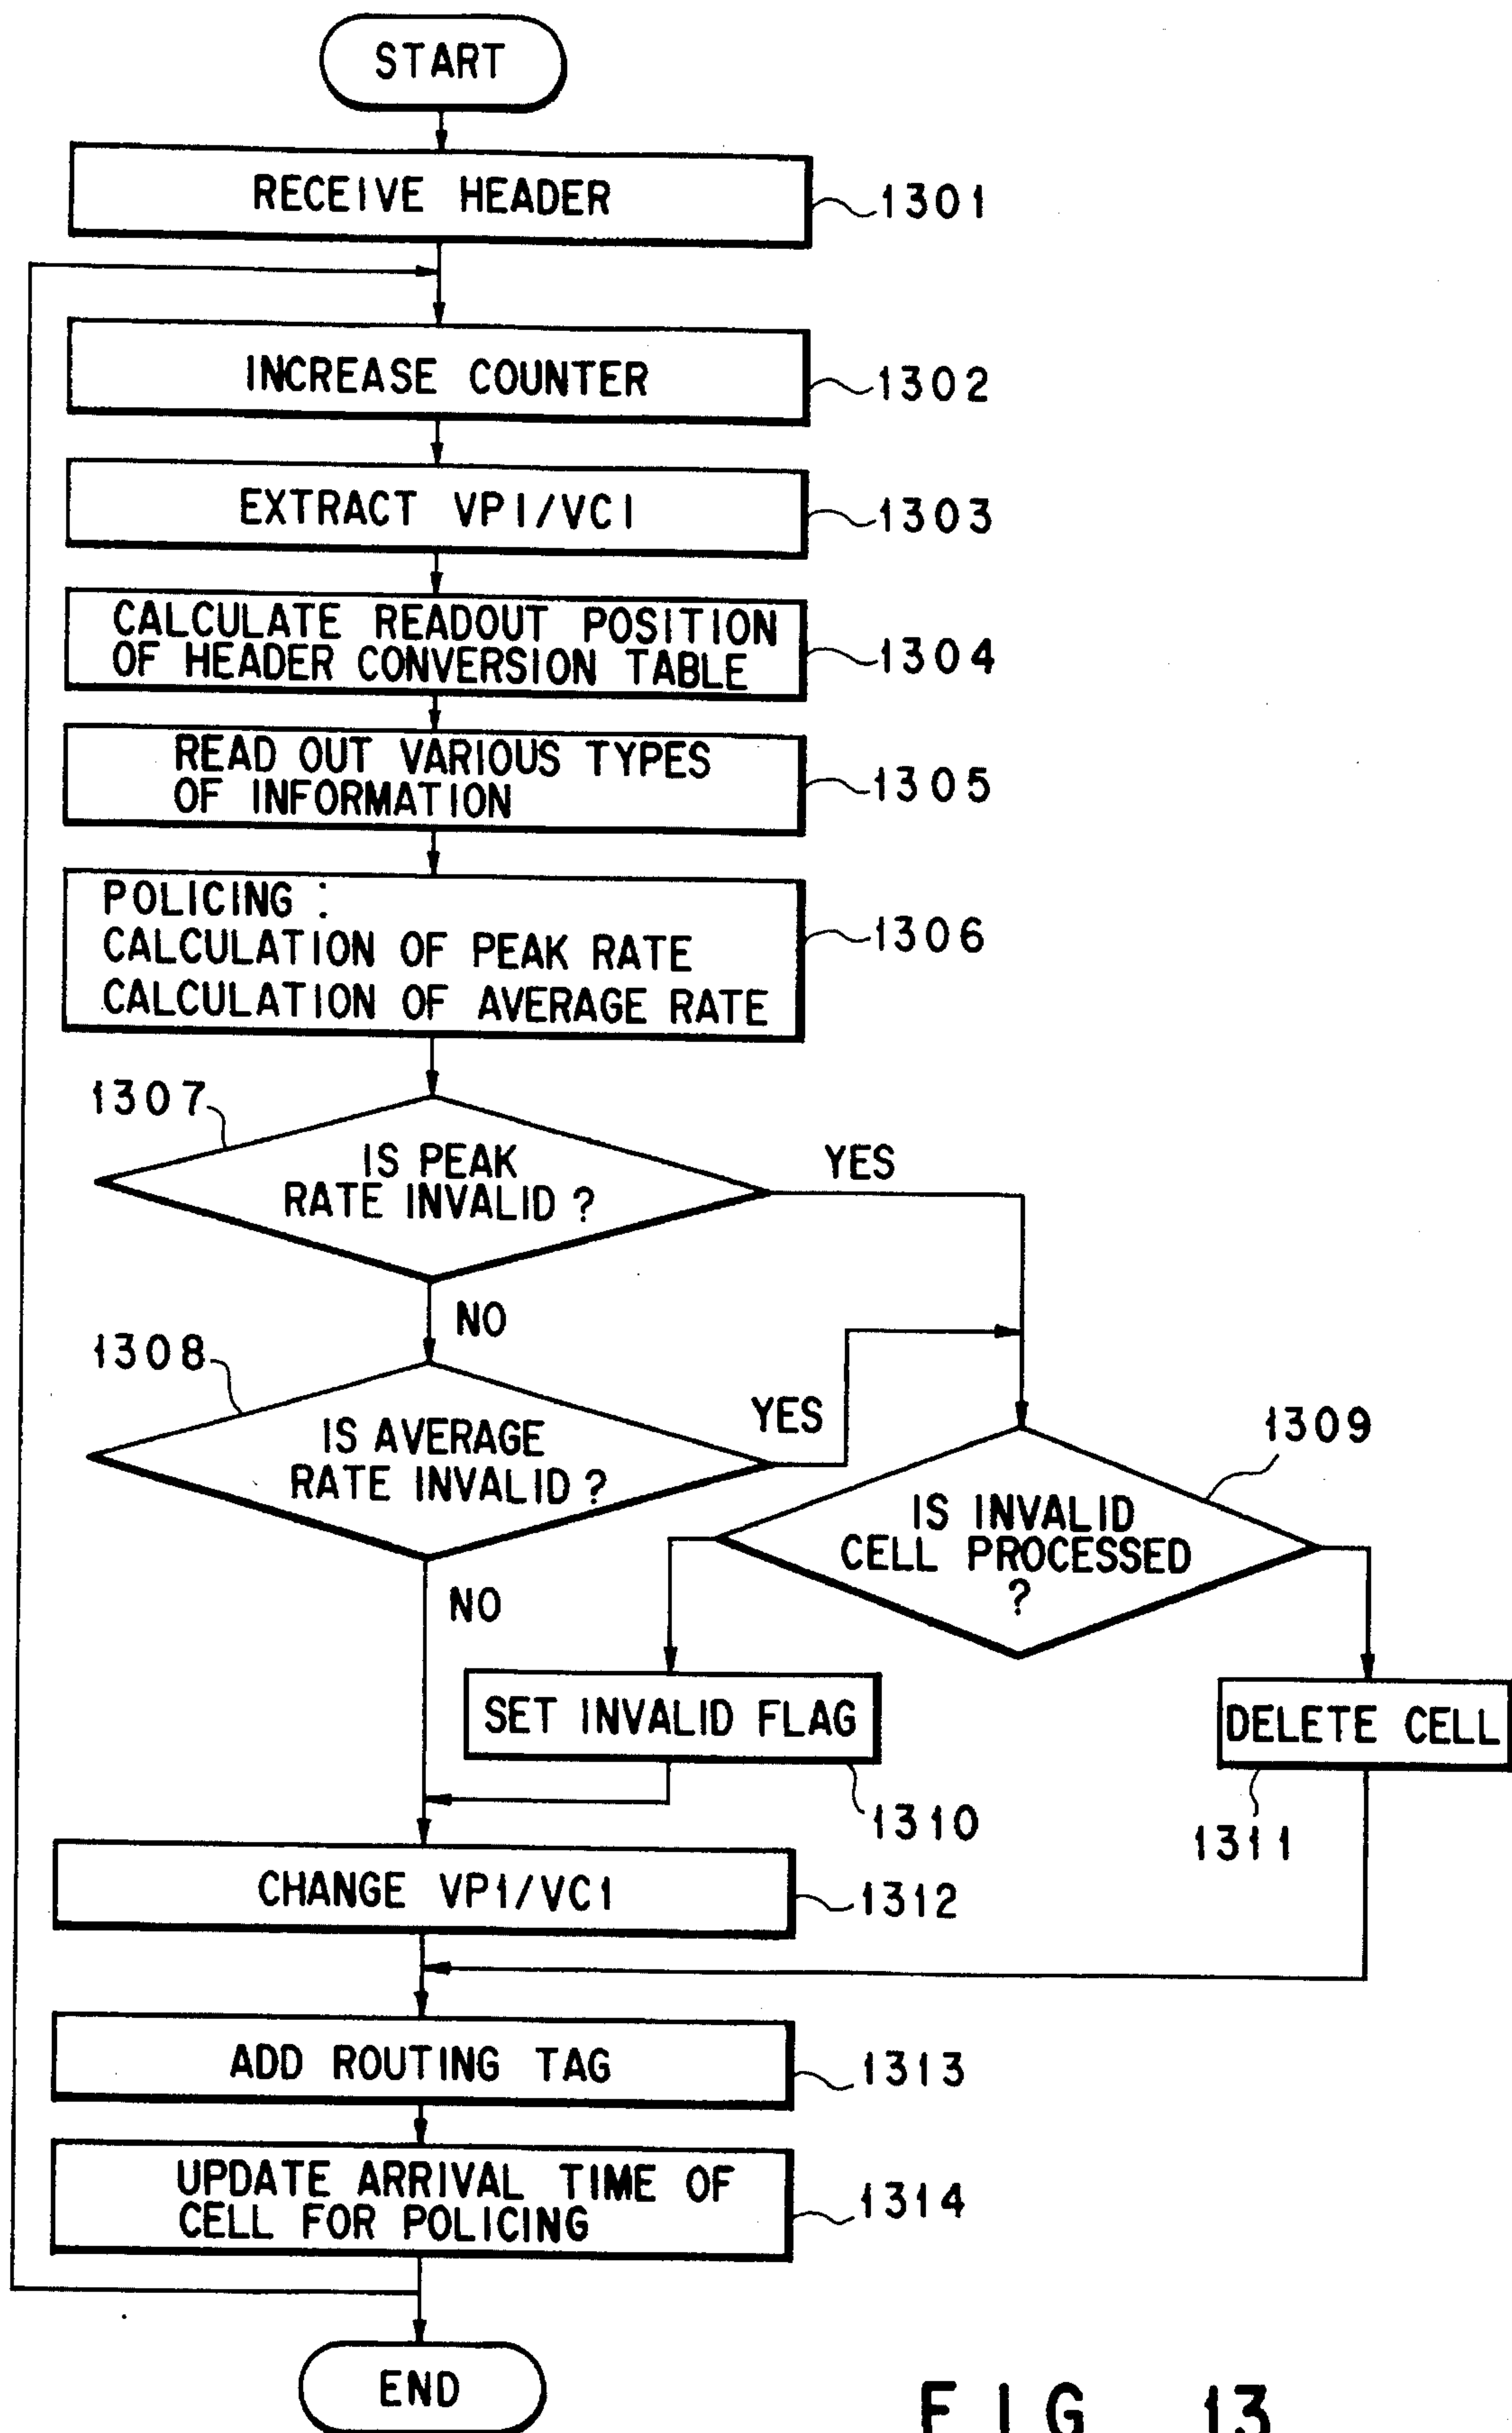 START
RECEIVE HEADER
1301
INCREASE COUNTER
1302
EXTRACT VPI/VCI
1303
CALCULATE READOUT POSITION
OF HEADER CONVERSION TABLE
1304
READ OUT VARIOUS TYPES
OF INFORMATION
1305
POLICING :
CALCULATION OF PEAK RATE
CALCULATION OF AVERAGE RATE
1306
1307
IS PEAK
RATE INVALID ?
YES
NO
1308
IS AVERAGE
RATE INVALID ?
YES
NO
1309
IS INVALID
CELL PROCESSED
?
SET INVALID FLAG
1310
DELETE CELL
1311
CHANGE VP1/VC1
1312
ADD ROUTING TAG
1313
UPDATE ARRIVAL TIME OF
CELL FOR POLICING
1314
END
FIG. 13